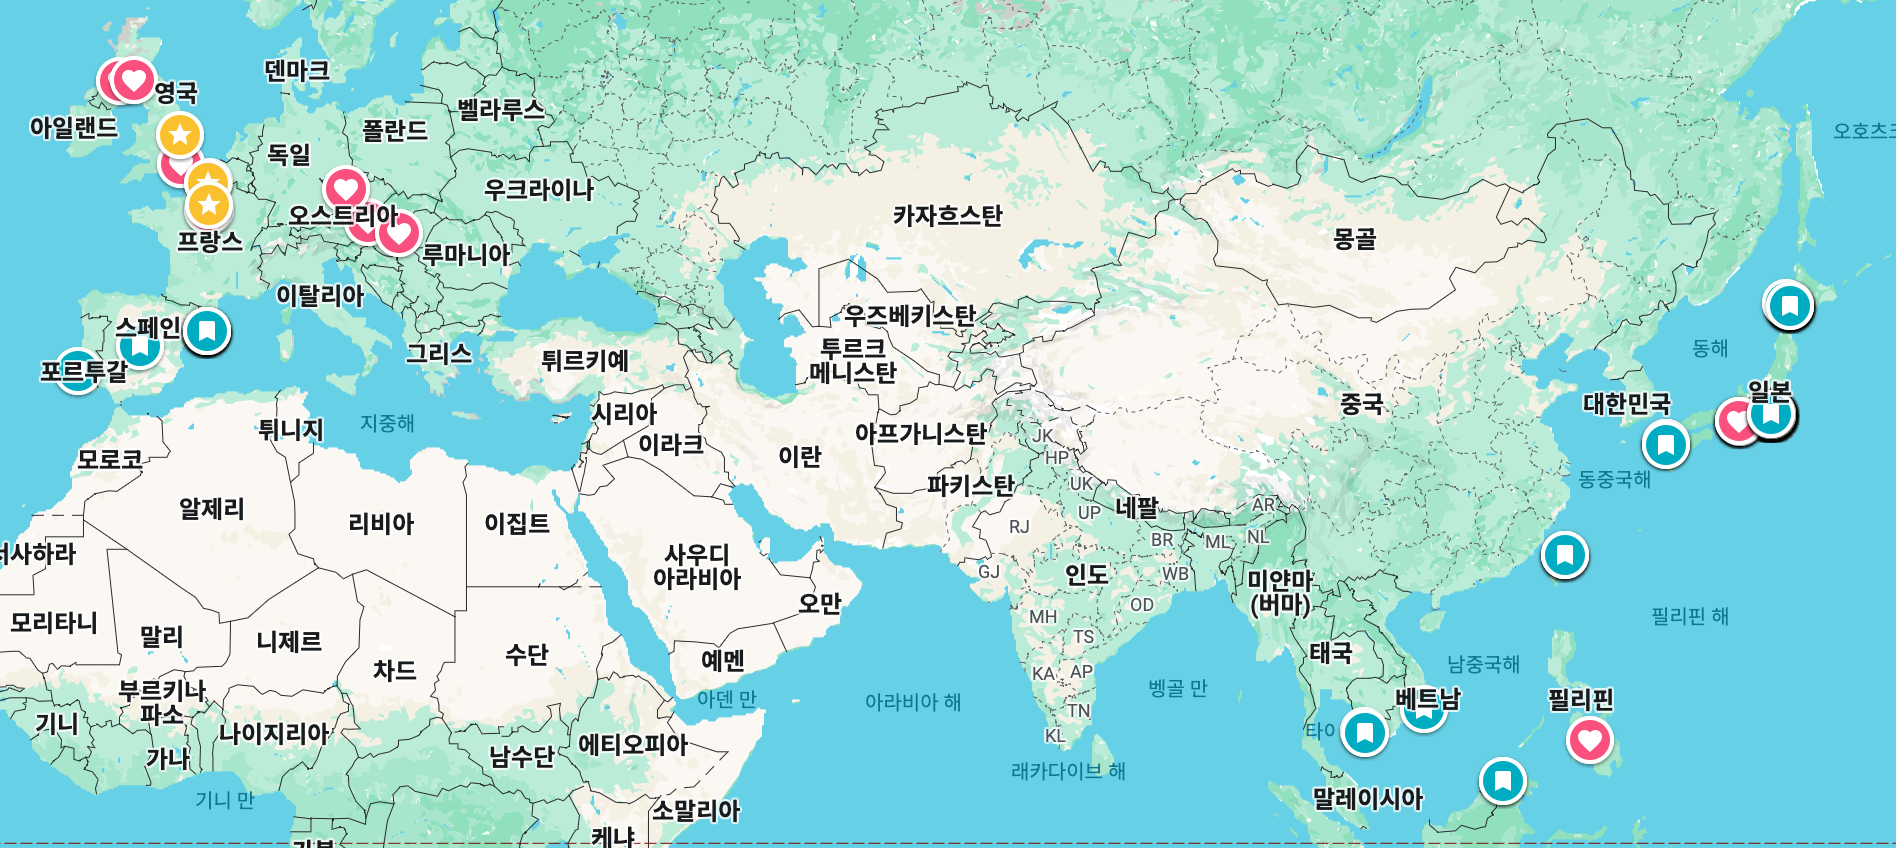 덴마크
영국
벨라루스
아일랜드
폴란드
오호츠크
독일
우크라이나
오스트리아
카자흐스탄
프랑스
몽골
루마니아
이탈리아
우즈베키스탄
스페인
동해
그리스
투르크
메니스탄
튀르키예
포르투갈
일본
대한민국
중국
시리아
지중해
튀니지
이라크
아프가니스탄
JK
이란
HP
모로코
동중국해
UK
파키스탄
네팔
AR
알제리
UP
리비아
이집트
RJ
BR
ML
NL
서사하라
사우디
아라비아
GJ
인도
WB
미얀마
(버마)
오만
OD
MH
필리핀 해
모리타니
말리
니제르
TS
수단
태국
예멘
차드
KA
AP
남중국해
부르키나
파소
아덴 만
아라비아 해
벵골 만
베트남
필리핀
TN
기니
나이지리아
KL
타이
에티오피아
가나
남수단
래카다이브 해
기니 만
말레이시아
소말리아
케냐
가봉